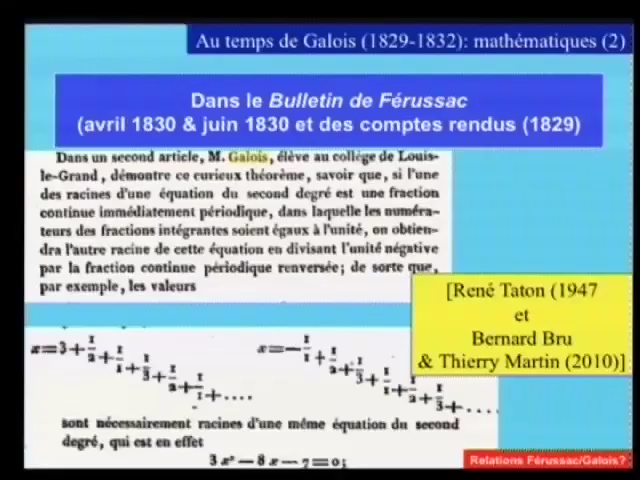 Au temps de Galois (1829-1832): mathématiques (2)
Dans le Bulletin de Férussac
(avril 1830 & juin 1830 et des comptes rendus (1829)
Dans un second article, M. Galois, élève au collège de Louis-
le-Grand, démontre ce curieux théorème, savoir que, si l'une
des racines d'une équation du second degré est une fraction
continue immédiatement périodique, dans laquelle les numéra-
teurs des fractions intégrantes soient égaux à l'unité, on obtien-
dra l'autre racine de cette équation en divisant l'unité négative
par la fraction continue périodique renversée; de sorte que,
par exemple, les valeurs
[René Taton (1947
et
Bernard Bru
& Thierry Martin (2010)]
sont nécessairement racines d'une même équation du second
degré, qui est en effet
3 x² — 8 x — 7 = 0;
Relations Férussac/Galois?